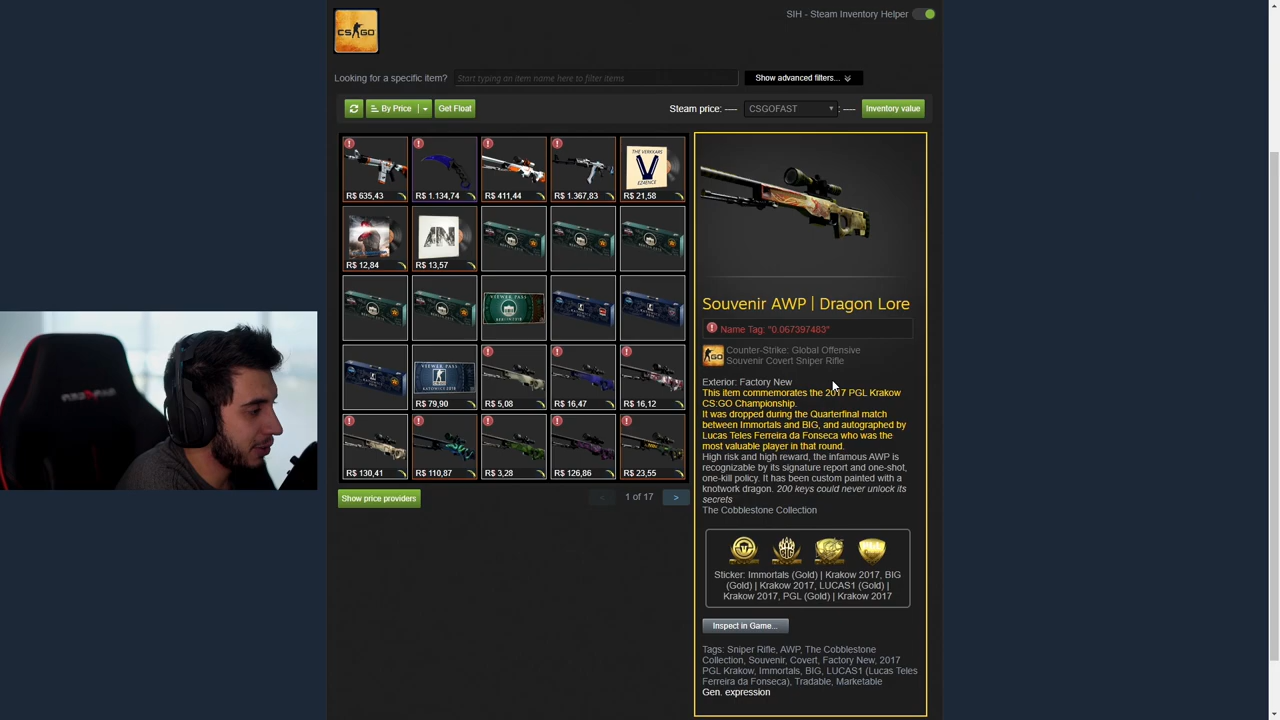 SIH - Steam Inventory Helper
CS GO
Looking for a specific item?
Start typing an item name here to filter items
Show advanced filters...
By Price
Get Float
Steam price: ----
CSGOFAST
: ----
Inventory value
R$ 635,43
R$ 1.134,74
R$ 411,44
R$ 1.367,83
THE VERKKARS
EZ4ENCE
R$ 21,58
R$ 12,84
AN
R$ 13,57
VIEWER PASS
VIEWER PASS
79,90
R$ 5,08
R$ 16,47
R$ 16,12
R$ 130,41
R$ 110,87
R$ 3,28
R$ 126,86
R$ 23,55
Show price providers
<
1 of 17
>
Souvenir AWP | Dragon Lore
Name Tag: "0.067397483"
CS GO
Counter-Strike: Global Offensive
Souvenir Covert Sniper Rifle
Exterior: Factory New
This item commemorates the 2017 PGL Krakow
CS:GO Championship.
It was dropped during the Quarterfinal match
between Immortals and BIG, and autographed by
Lucas Teles Ferreira da Fonseca who was the
most valuable player in that round.
High risk and high reward, the infamous AWP is
recognizable by its signature report and one-shot,
one-kill policy. It has been custom painted with a
knotwork dragon. 200 keys could never unlock its
secrets
The Cobblestone Collection
Sticker: Immortals (Gold) | Krakow 2017, BIG
(Gold) | Krakow 2017, LUCAS1 (Gold) |
Krakow 2017, PGL (Gold) | Krakow 2017
Inspect in Game...
Tags: Sniper Rifle, AWP, The Cobblestone
Collection, Souvenir, Covert, Factory New, 2017
PGL Krakow, Immortals, BIG, LUCAS1 (Lucas Teles
Ferreira da Fonseca), Tradable, Marketable
Gen. expression